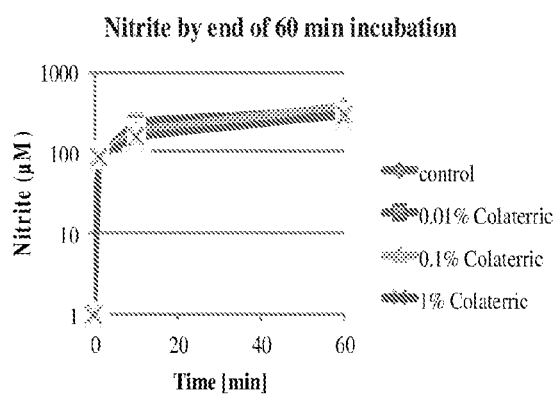 Nitrite by end of 60 min incubation
1000
100
10
1
Nitrite (µM)
0
20
40
60
Time [min]
control
0.01% Colaterric
0.1% Colaterric
1% Colaterric